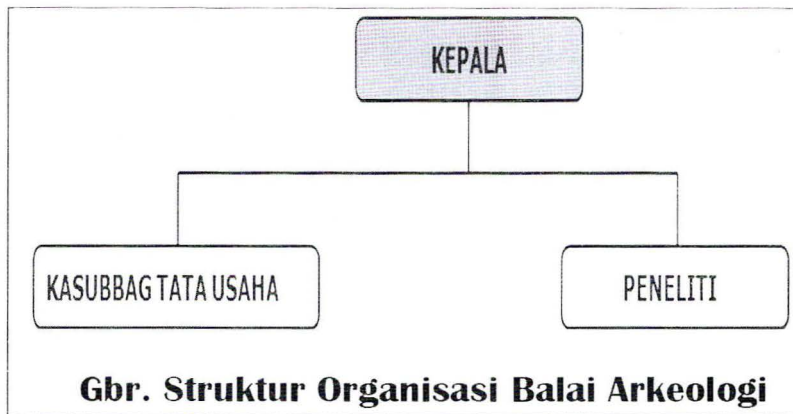 KEPALA
KASUBBAG TATA USAHA
PENELITI
Gbr. Struktur Organisasi Balai Arkeologi